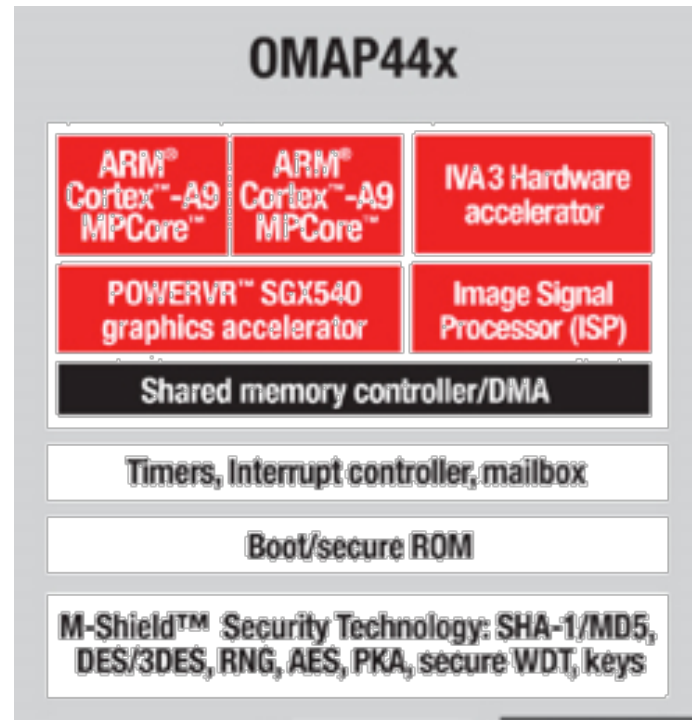 OMAP44x
ARM®
Cortex™-A9
MPCore™
ARM®
Cortex™-A9
MPCore™
IVA3 Hardware
accelerator
POWERVR™ SGX540
graphics accelerator
Image Signal
Processor (ISP)
Shared memory controller/DMA
Timers, Interrupt controller, mailbox
Boot/secure ROM
M-Shield™ Security Technology: SHA-1/MD5,
DES/3DES, RNG, AES, PKA, secure WDT, keys